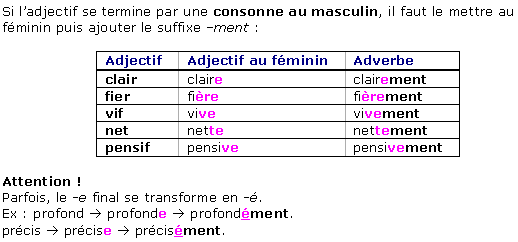 Si l’adjectif se termine par une consonne au masculin, il faut le mettre au
féminin puis ajouter le suffixe –ment :
Adjectif Adjectif au féminin Adverbe
clair claire clairement
fier fière fièrement
vif vive vivement
net nette nettement
pensif pensive pensivement
Attention !
Parfois, le -e final se transforme en -é.
Ex : profond → profonde → profondément.
précis → précise → précisément.